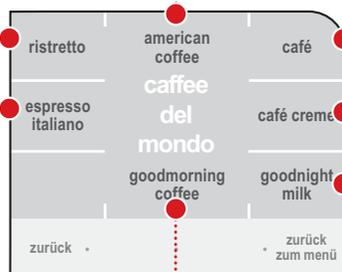 ristretto
american
coffee
café
caffee
espresso
italiano
del
café creme
mondo
goodmorning
coffee
goodnight
milk
zurück
zurück
zum menü